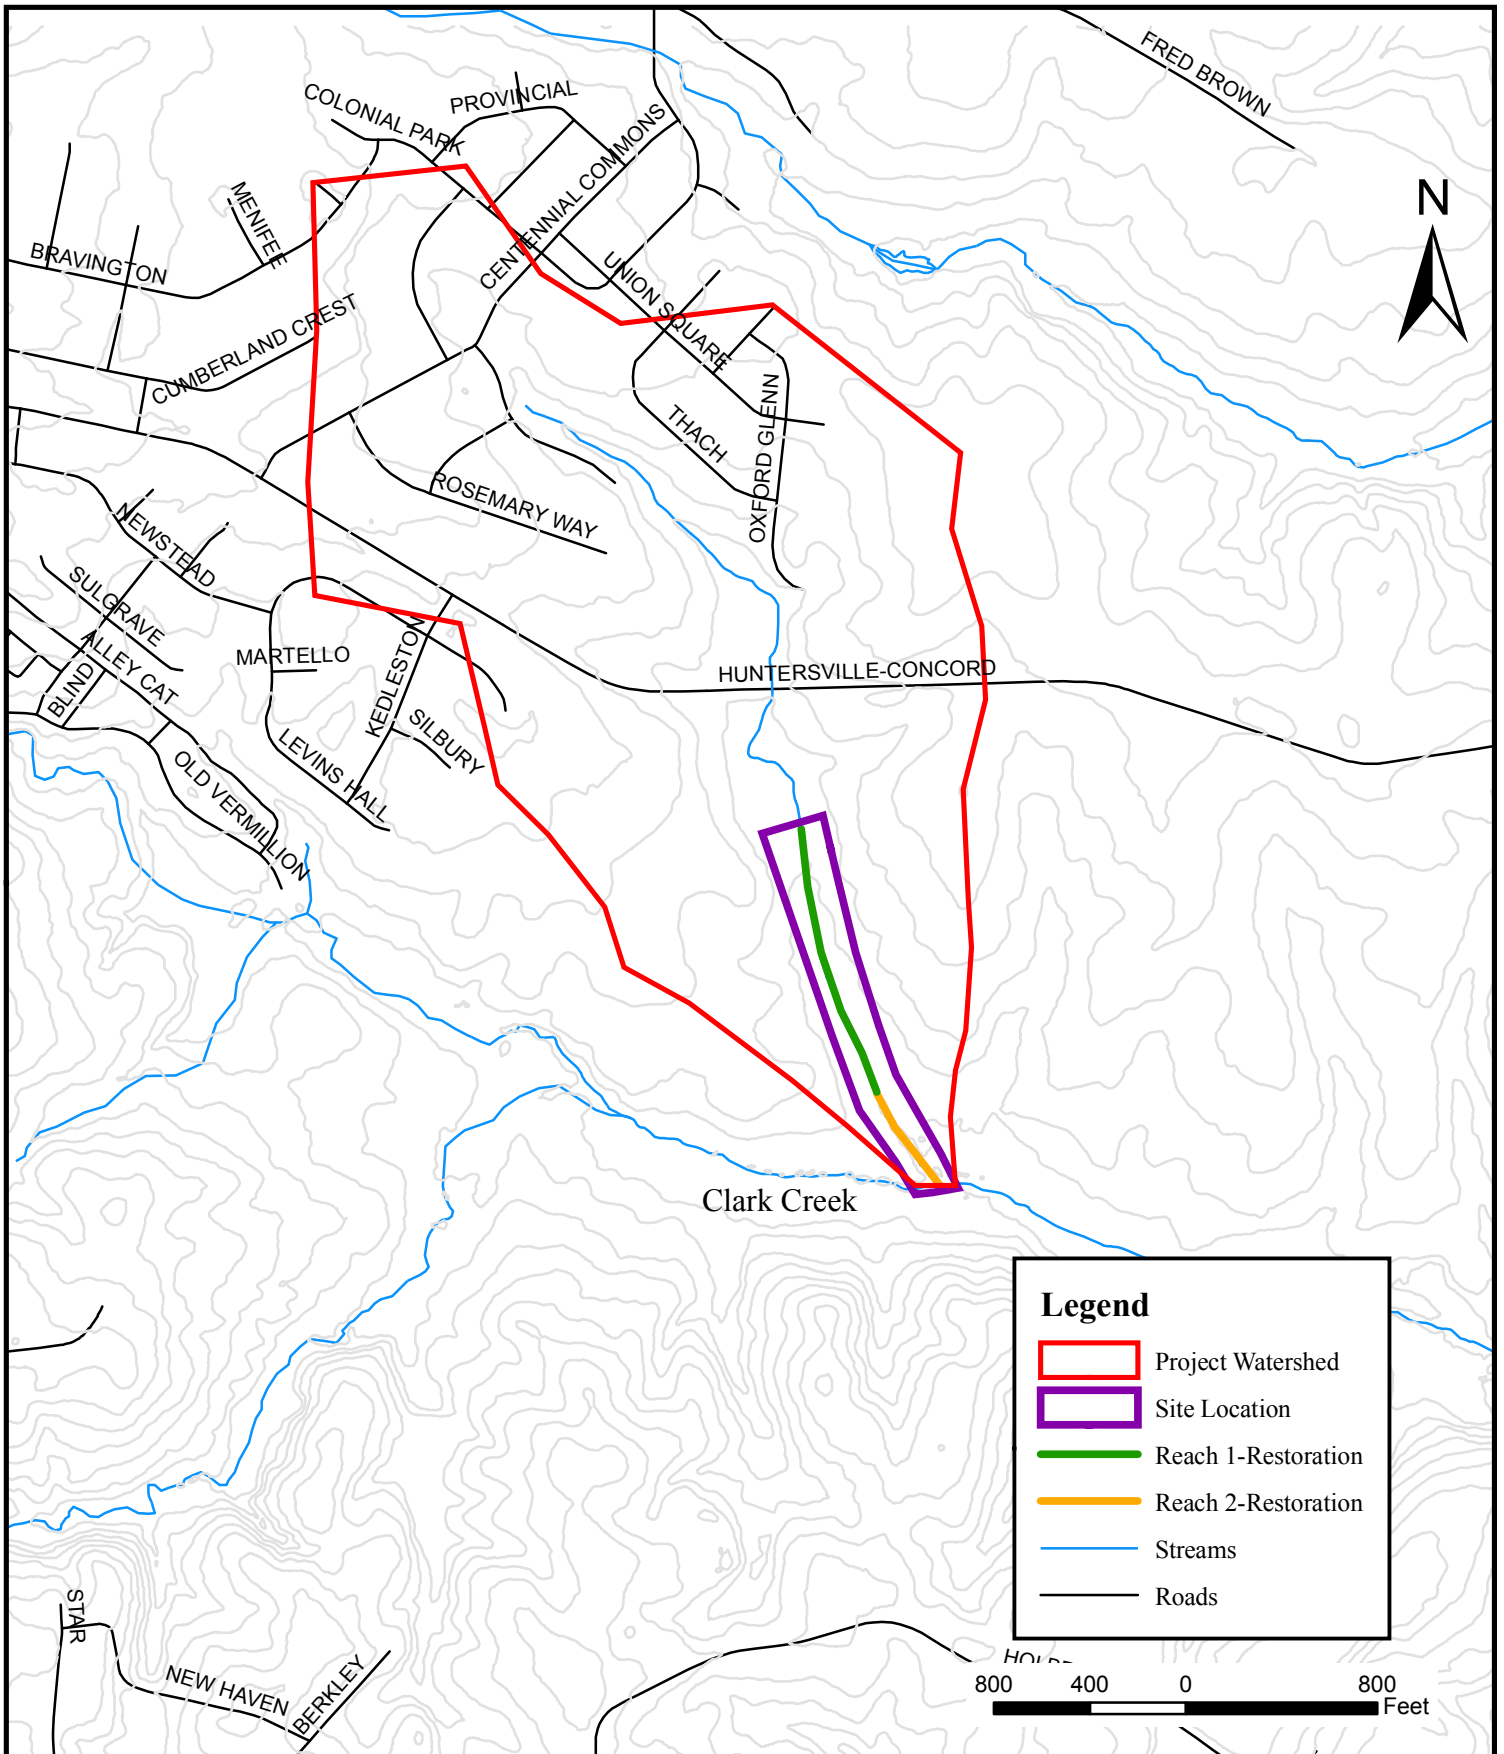 FRED BROWN
PROVINCIAL
COLONIAL PARK
CENTENNIAL COMMONS
N
MENIFEE
BRAVINGTON
UNION SQUARE
CUMBERLAND CREST
THACH
OXFORD GLENN
ROSEMARY WAY
NEWSTEAD
SULGRAVE
ALLEY CAT
BLIND
MARTELLO
KEDLESTON
HUNTERSVILLE-CONCORD
SILBURY
LEVINS HALL
OLD VERMILLION
Clark Creek
Legend
Project Watershed
Site Location
Reach 1-Restoration
Reach 2-Restoration
Streams
Roads
STAR
NEW HAVEN
BERKLEY
800 400 0 800
Feet